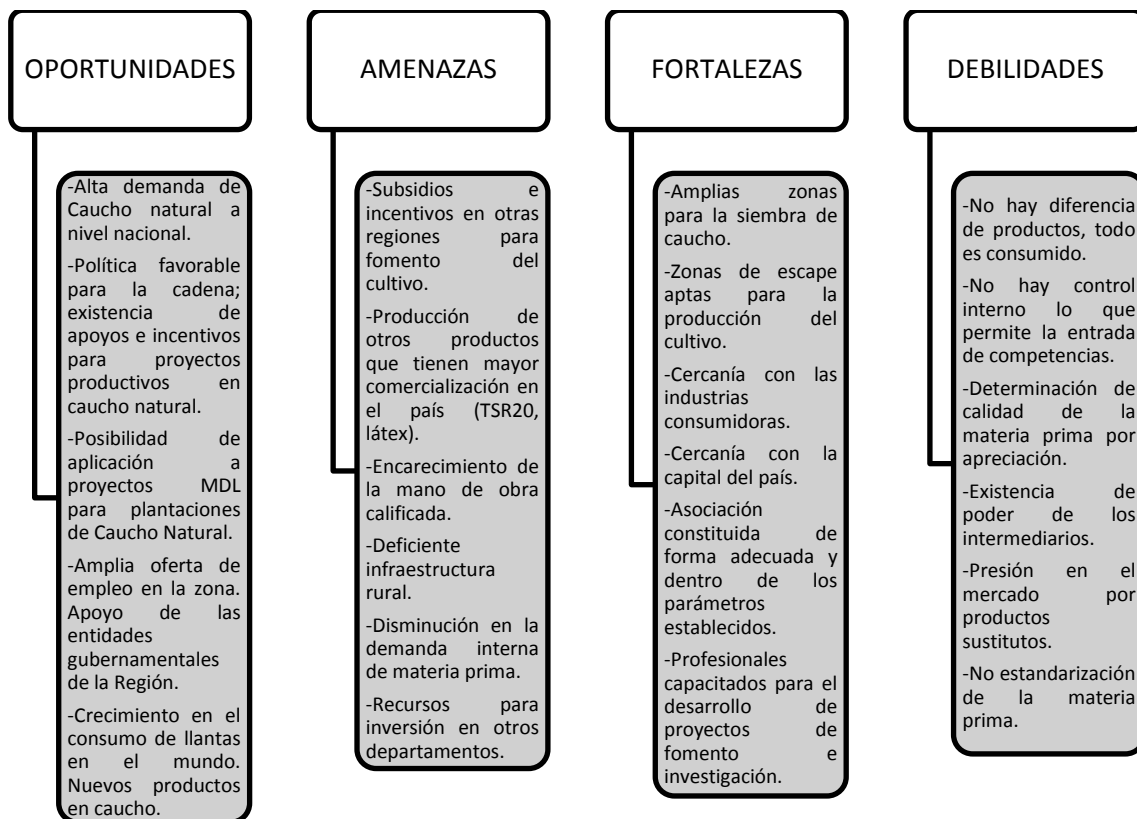 OPORTUNIDADES
-Alta demanda de
Caucho natural a
nivel nacional.
-Política favorable
para la cadena;
existencia de
apoyos e incentivos
para proyectos
productivos en
caucho natural.
-Posibilidad de
aplicación a
proyectos MDL
para plantaciones
de Caucho Natural.
-Amplia oferta de
empleo en la zona.
Apoyo de las
entidades
gubernamentales
de la Región.
-Crecimiento en el
consumo de llantas
en el mundo.
Nuevos productos
en caucho.
AMENAZAS
-Subsidios e
incentivos en otras
regiones para
fomento del
cultivo.
-Producción de
otros productos
que tienen mayor
comercialización en
el país (TSR20,
látex).
-Encarecimiento de
la mano de obra
calificada.
-Deficiente
infraestructura
rural.
-Disminución en la
demanda interna
de materia prima.
-Recursos para
inversión en otros
departamentos.
FORTALEZAS
-Amplias zonas
para la siembra de
caucho.
-Zonas de escape
aptas para la
producción del
cultivo.
-Cercanía con las
industrias
consumidoras.
-Cercanía con la
capital del país.
-Asociación
constituida de
forma adecuada y
dentro de los
parámetros
establecidos.
-Profesionales
capacitados para el
desarrollo de
proyectos de
fomento e
investigación.
DEBILIDADES
-No hay diferencia
de productos, todo
es consumido.
-No hay control
interno lo que
permite la entrada
de competencias.
-Determinación de
calidad de la
materia prima por
apreciación.
-Existencia de
poder de los
intermediarios.
-Presión en el
mercado por
productos
sustitutos.
-No estandarización
de la materia
prima.